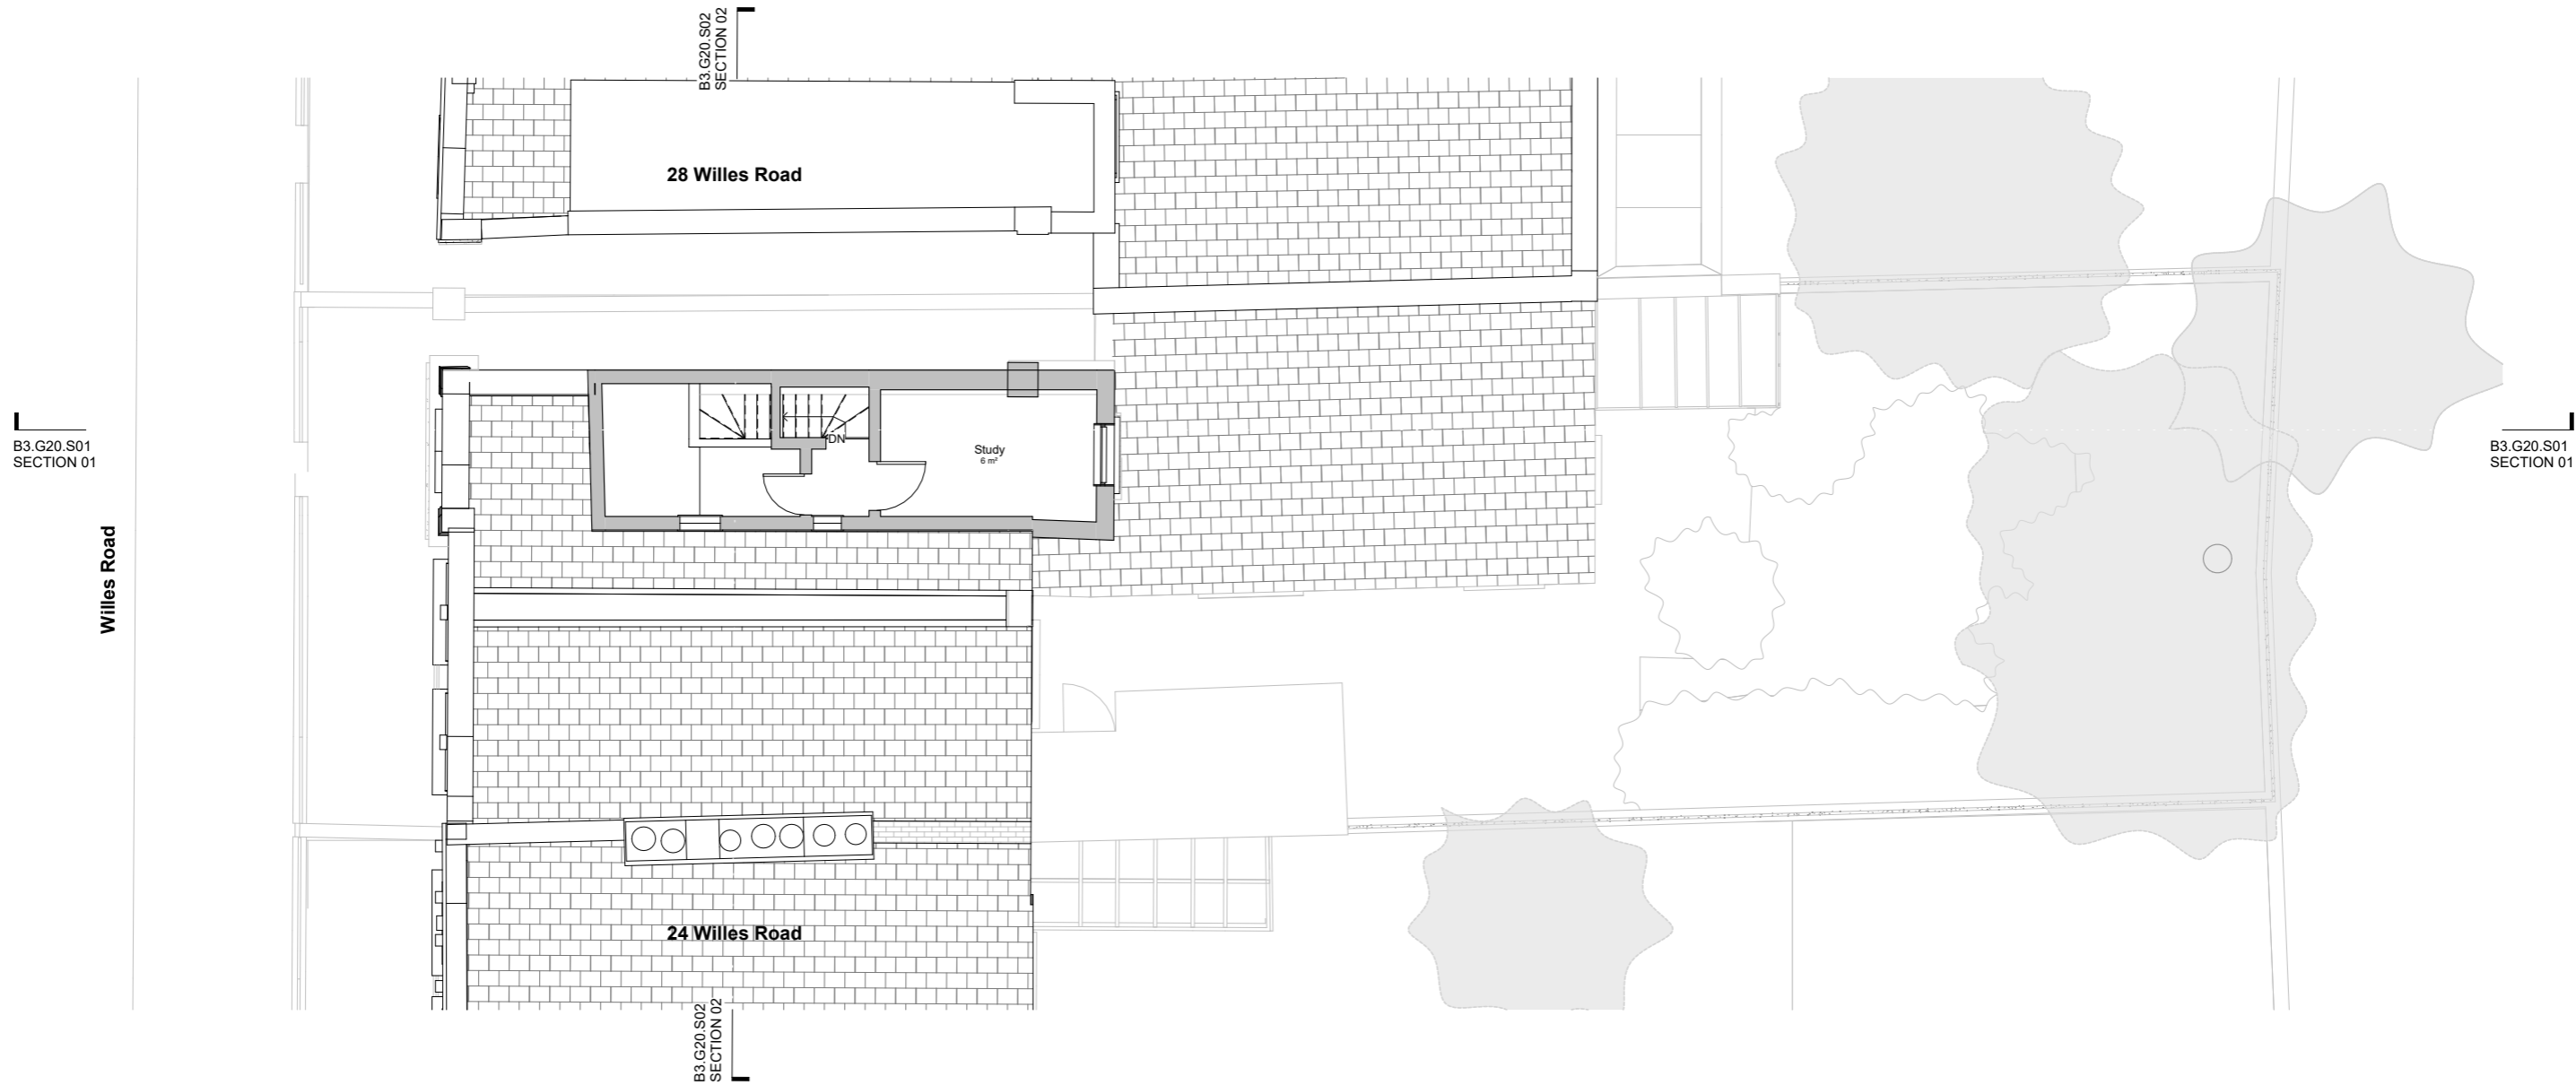 B3.G20.S02
SECTION 02
28 Willes Road
B3.G20.S01
SECTION 01
DN
Study
6 m²
B3.G20.S01
SECTION 01
Willes Road
24 Willes Road
B3.G20.S02
SECTION 02